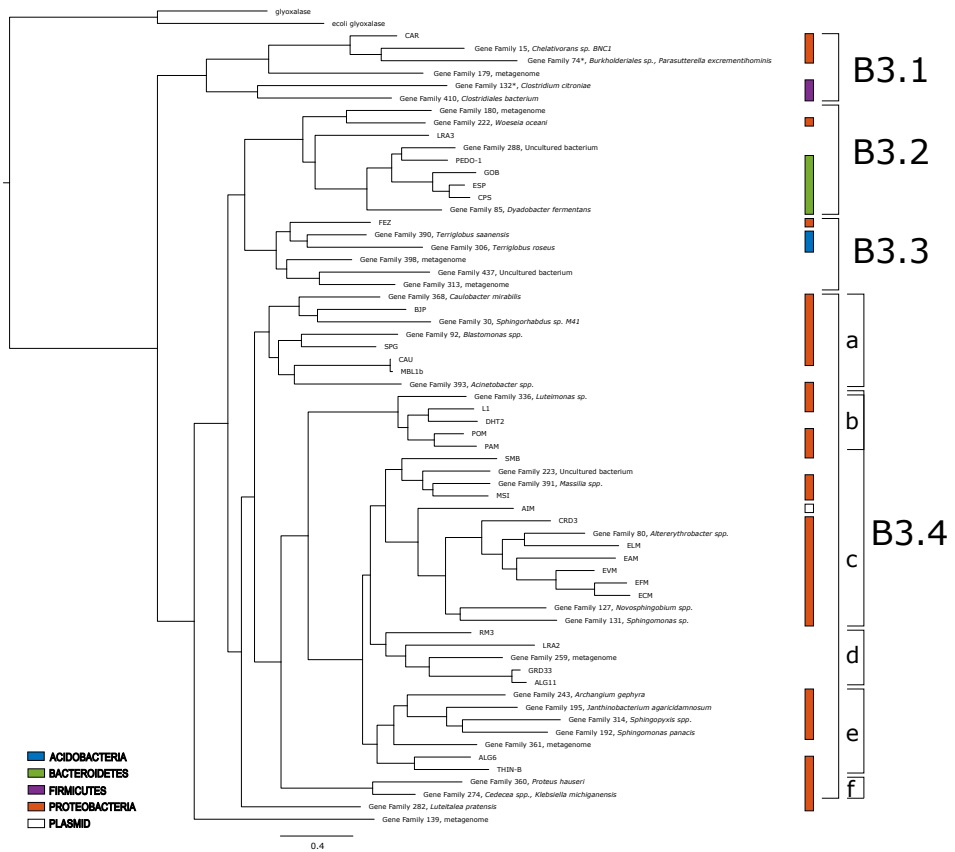 glyoxalase
ecoli glyoxalase
CAR
Gene Family 15, Chelativorans sp. BNC1
Gene Family 74*, Burkholderiales sp., Parasutterella excrementihominis
Gene Family 179, metagenome
Gene Family 132*, Clostridium citroniae
Gene Family 410, Clostridiales bacterium
B3.1
Gene Family 180, metagenome
Gene Family 222, Woeseia oceani
LRA3
Gene Family 288, Uncultured bacterium
PEDO-1
GOB
ESP
CPS
Gene Family 85, Dyadobacter fermentans
B3.2
FEZ
Gene Family 390, Terriglobus saanensis
Gene Family 306, Terriglobus roseus
Gene Family 398, metagenome
Gene Family 437, Uncultured bacterium
Gene Family 313, metagenome
B3.3
Gene Family 368, Caulobacter mirabilis
BJP
Gene Family 30, Sphingorhabdus sp. M41
Gene Family 92, Blastomonas spp.
SPG
CAU
MBL1b
Gene Family 393, Acinetobacter spp.
a
Gene Family 336, Luteimonas sp.
L1
DHT2
POM
PAM
b
SMB
Gene Family 223, Uncultured bacterium
Gene Family 391, Massilia spp.
MSI
AIM
CRD3
Gene Family 80, Altererythrobacter spp.
ELM
EAM
EVM
EFM
ECM
Gene Family 127, Novosphingobium spp.
Gene Family 131, Sphingomonas sp.
c
B3.4
RM3
LRA2
Gene Family 259, metagenome
GRD33
ALG11
d
Gene Family 243, Archangium gephyra
Gene Family 195, Janthinobacterium agaricidamnosum
Gene Family 314, Sphingopyxis spp.
Gene Family 192, Sphingomonas panacis
Gene Family 361, metagenome
ALG6
THIN-B
e
Gene Family 360, Proteus hauseri
Gene Family 274, Cedecea spp., Klebsiella michiganensis
f
Gene Family 282, Luteitalea pratensis
Gene Family 139, metagenome
ACIDOBACTERIA
BACTEROIDETES
FIRMICUTES
PROTEOBACTERIA
PLASMID
0.4